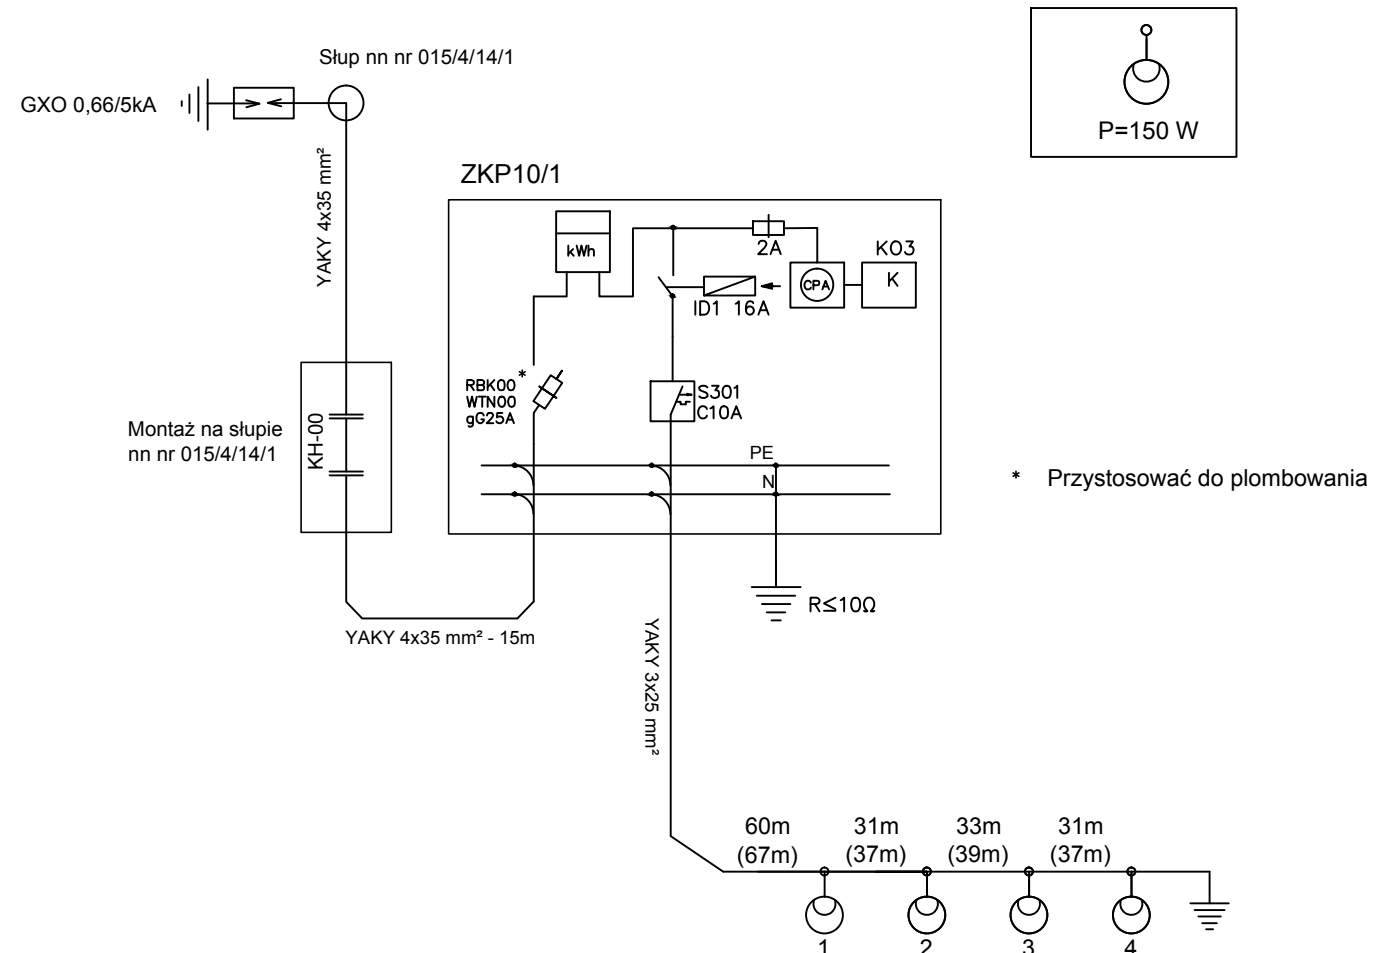 Słup nn nr 015/4/14/1
GXO 0,66/5kA
P=150 W
YAKY 4x35 mm²
ZKP10/1
kWh
2A
KO3
CPA
K
ID1 16A
RBK00 *
WTN00
gG25A
S301
C10A
Montaż na słupie
nn nr 015/4/14/1
KH-00
PE
N
* Przystosować do plombowania
R≤10Ω
YAKY 4x35 mm² - 15m
YAKY 3x25 mm²
60m 31m 33m 31m
(67m) (37m) (39m) (37m)
1 2 3 4